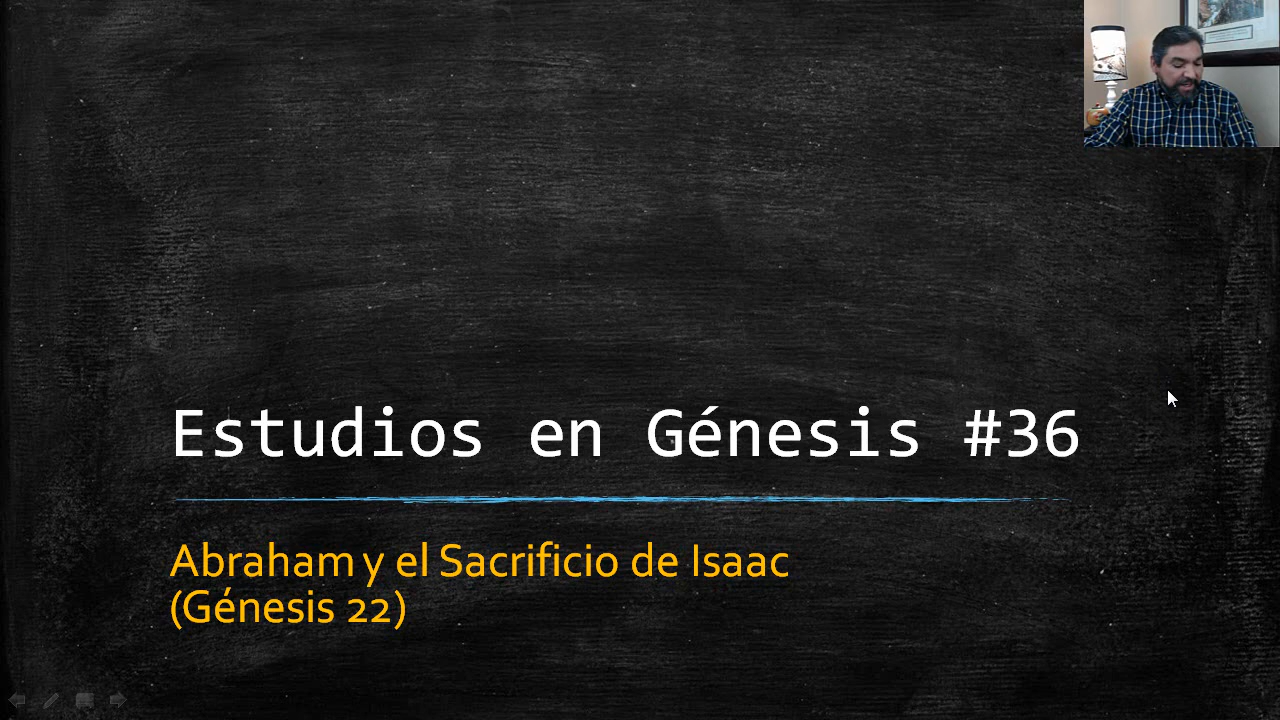 Estudios en Génesis #36
Abraham y el Sacrificio de Isaac
(Génesis 22)